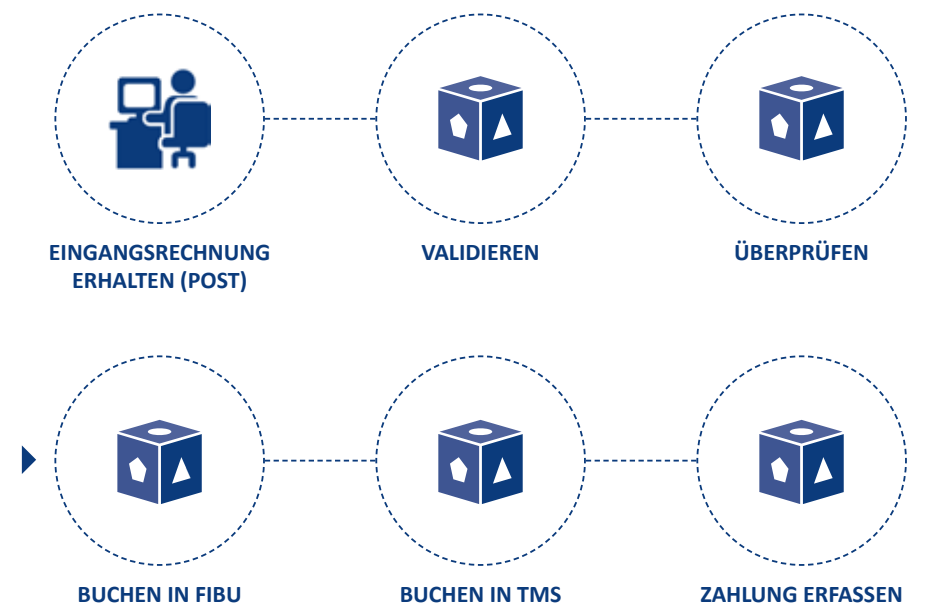 EINGANGSRECHNUNG
ERHALTEN (POST)
VALIDIEREN
ÜBERPRÜFEN
BUCHEN IN FIBU
BUCHEN IN TMS
ZAHLUNG ERFASSEN